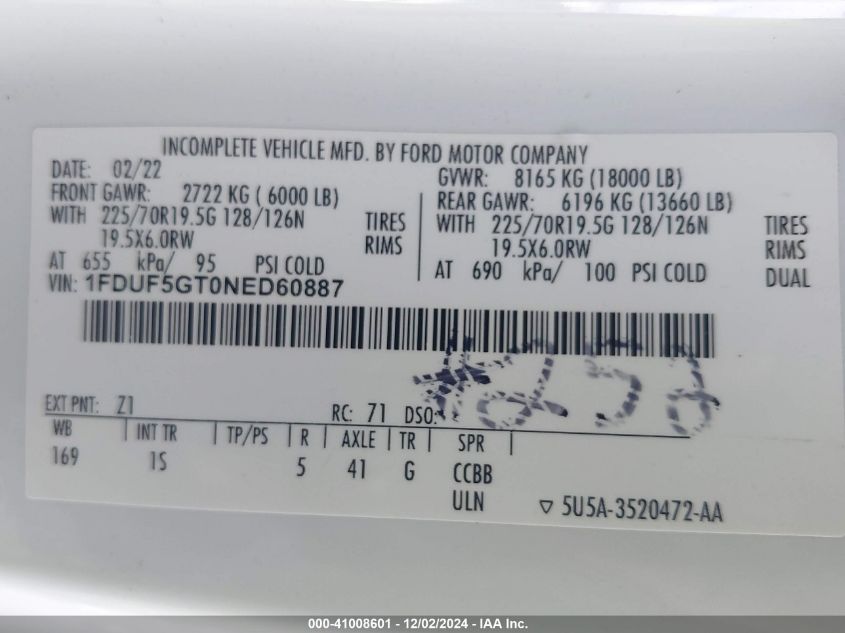 INCOMPLETE VEHICLE MFD. BY FORD MOTOR COMPANY
DATE: 02/22
GVWR: 8165 KG (18000 LB)
FRONT GAWR: 2722 KG ( 6000 LB)
REAR GAWR: 6196 KG (13660 LB)
WITH 225/70R19.5G 128/126N TIRES
WITH 225/70R19.5G 128/126N TIRES
19.5X6.0RW RIMS
19.5X6.0RW RIMS
AT 655 kPa/ 95 PSI COLD
AT 690 kPa/ 100 PSI COLD DUAL
VIN: 1FDUF5GT0NED60887
EXT PNT: Z1 RC: 71 DSO:
WB INT TR TP/PS R AXLE TR SPR
169 1S 5 41 G CCBB
ULN 5U5A-3520472-AA
000-41008601 - 12/02/2024 - IAA Inc.